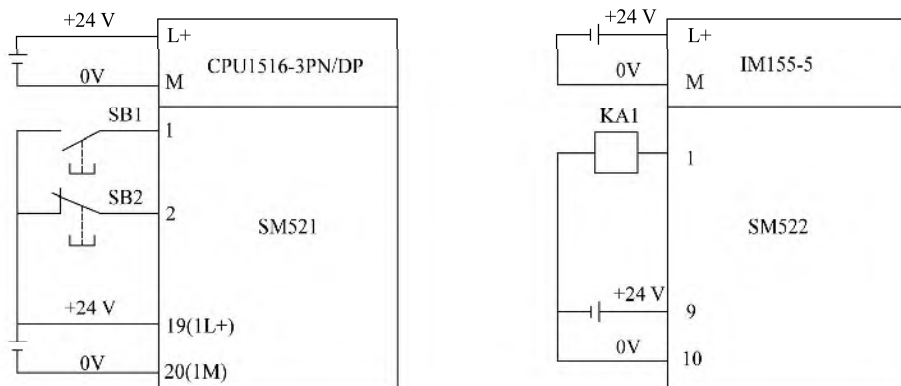 +24 V
L+
CPU1516-3PN/DP
0V
M
SB1
1
SB2
2
SM521
+24 V
19(1L+)
0V
20(1M)
+24 V
L+
IM155-5
0V
M
KA1
1
SM522
+24 V
9
0V
10